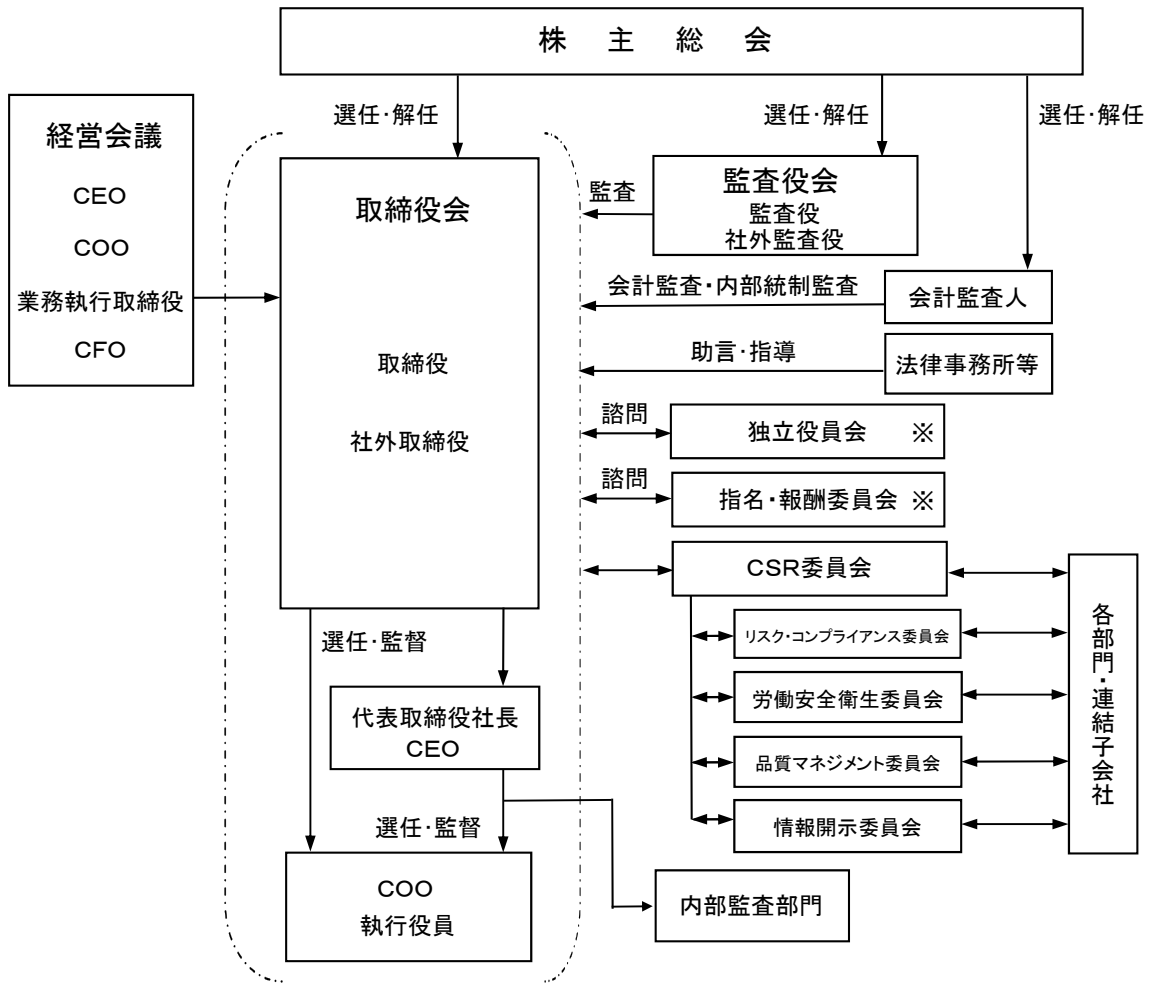 株主総会
選任・解任
選任・解任
選任・解任
経営会議
CEO
COO
業務執行取締役
CFO
取締役会
取締役
社外取締役
監査
監査役会
監査役
社外監査役
会計監査・内部統制監査
会計監査人
助言・指導
法律事務所等
諮問
独立役員会 ※
諮問
指名・報酬委員会 ※
CSR委員会
リスク・コンプライアンス委員会
労働安全衛生委員会
品質マネジメント委員会
情報開示委員会
各部門・連結子会社
選任・監督
代表取締役社長
CEO
選任・監督
COO
執行役員
内部監査部門